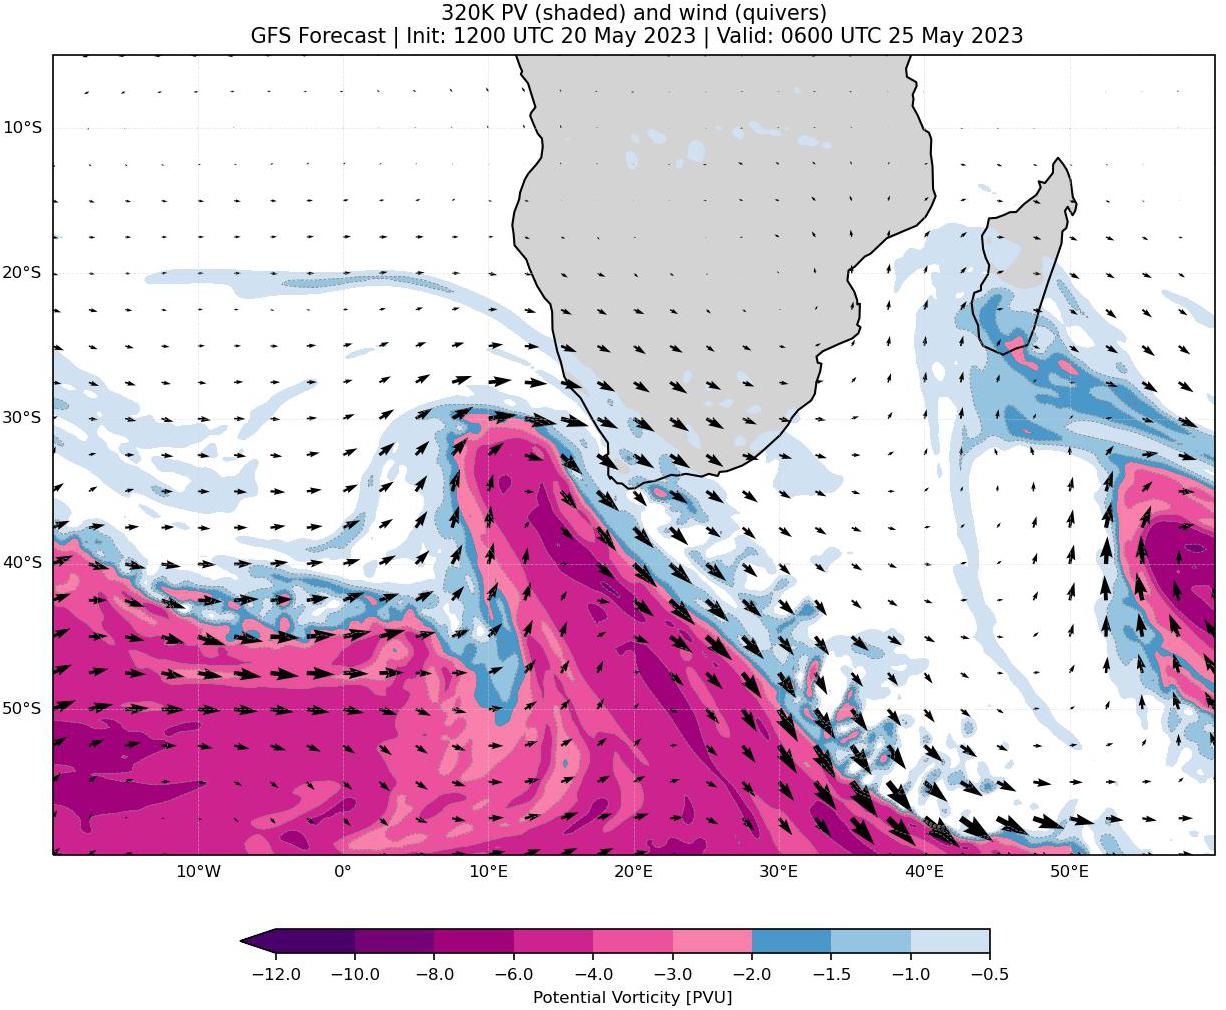 320K PV (shaded) and wind (quivers)
GFS Forecast | Init: 1200 UTC 20 May 2023 | Valid: 0600 UTC 25 May 2023
10°S
20°S
30°S
40°S
50°S
10°W 0° 10°E 20°E 30°E 40°E 50°E
−12.0 −10.0 −8.0 −6.0 −4.0 −3.0 −2.0 −1.5 −1.0 −0.5
Potential Vorticity [PVU]